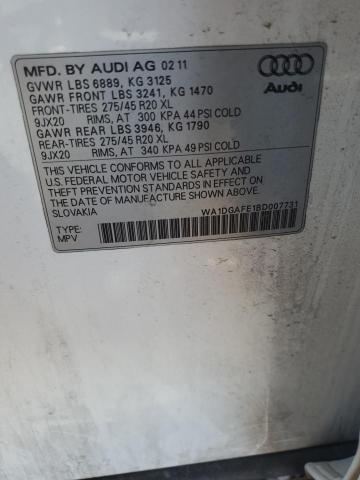 MFD. BY AUDI AG 02 11
GVWR LBS 6889, KG 3125
GAWR FRONT LBS 3241, KG 1470
FRONT-TIRES 275/45 R20 XL
9JX20 RIMS, AT 300 KPA 44 PSI COLD
GAWR REAR LBS 3946, KG 1790
REAR-TIRES 275/45 R20 XL
9JX20 RIMS, AT 340 KPA 49 PSI COLD
Audi
THIS VEHICLE CONFORMS TO ALL APPLICABLE
U.S. FEDERAL MOTOR VEHICLE SAFETY AND
THEFT PREVENTION STANDARDS IN EFFECT ON
THE DATE OF MANUFACTURE SHOWN ABOVE.
SLOVAKIA
WA1DGAFE1BD007731
TYPE:
MPV